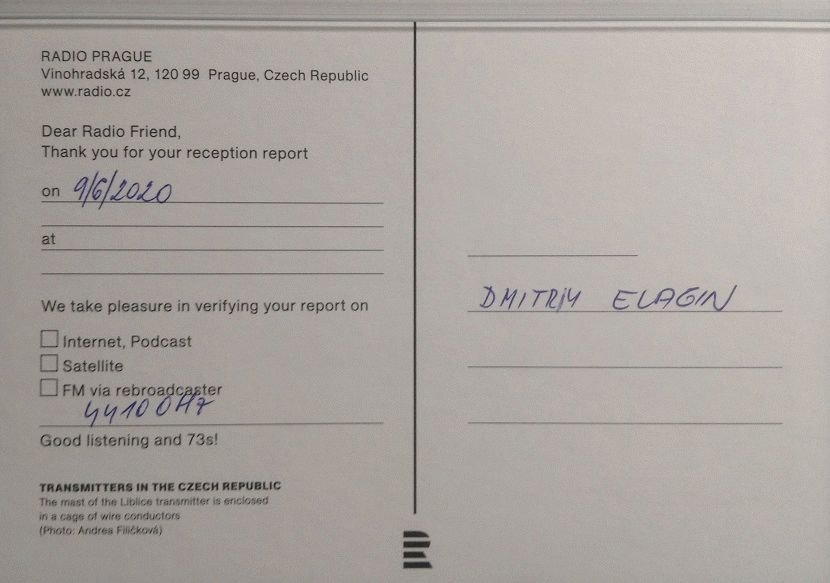 RADIO PRAGUE
Vinohradská 12, 120 99 Prague, Czech Republic
www.radio.cz
Dear Radio Friend,
Thank you for your reception report
on 9/6/2020
at
We take pleasure in verifying your report on
Internet, Podcast
Satellite
FM via rebroadcaster
44100Hz
Good listening and 73s!
TRANSMITTERS IN THE CZECH REPUBLIC
The mast of the Liblice transmitter is enclosed
in a cage of wire conductors
(Photo: Andrea Filičková)
DMITRIY ELAGIN